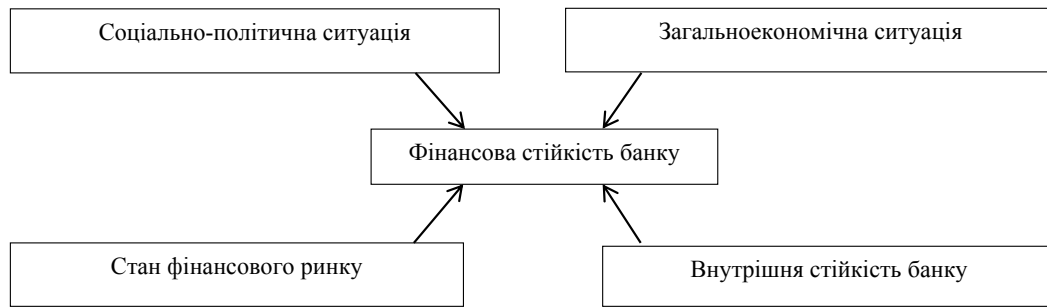 Соціально-політична ситуація
Загальноекономічна ситуація
Фінансова стійкість банку
Стан фінансового ринку
Внутрішня стійкість банку